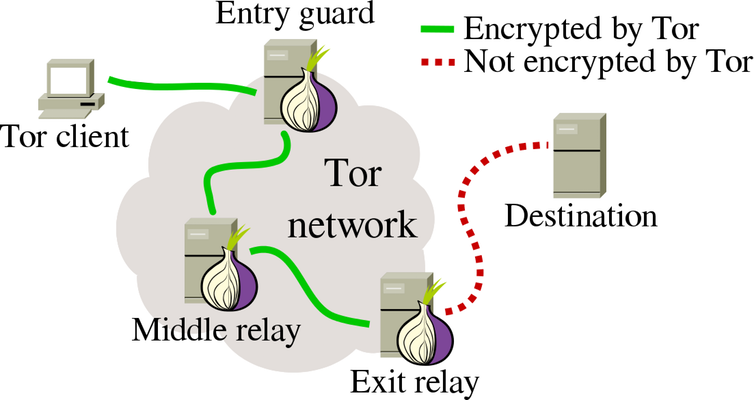 Entry guard
Encrypted by Tor
Not encrypted by Tor
Tor client
Tor
network
Destination
Middle relay
Exit relay